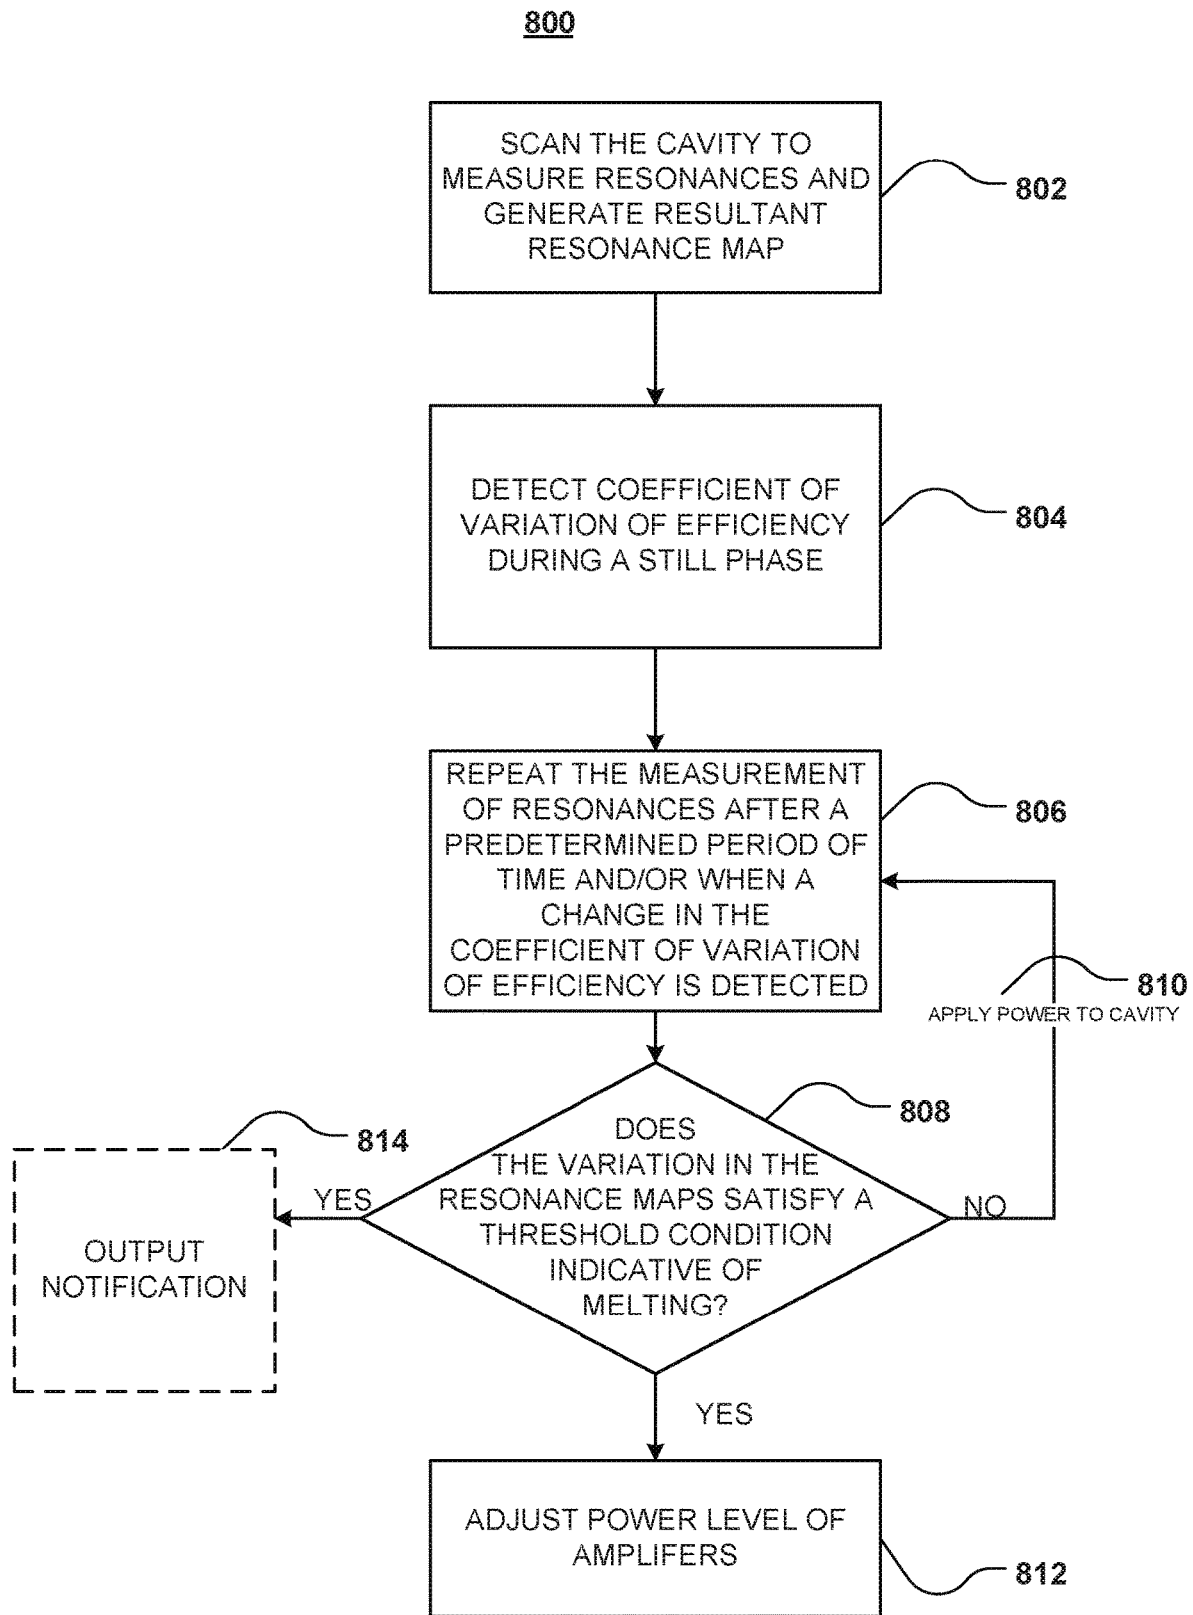 800
SCAN THE CAVITY TO
MEASURE RESONANCES AND
GENERATE RESULTANT
RESONANCE MAP
802
DETECT COEFFICIENT OF
VARIATION OF EFFICIENCY
DURING A STILL PHASE
804
REPEAT THE MEASUREMENT
OF RESONANCES AFTER A
PREDETERMINED PERIOD OF
TIME AND/OR WHEN A
CHANGE IN THE
COEFFICIENT OF VARIATION
OF EFFICIENCY IS DETECTED
806
810
APPLY POWER TO CAVITY
808
DOES
THE VARIATION IN THE
RESONANCE MAPS SATISFY A
THRESHOLD CONDITION
INDICATIVE OF
MELTING?
NO
YES
814
OUTPUT
NOTIFICATION
YES
ADJUST POWER LEVEL OF
AMPLIFERS
812